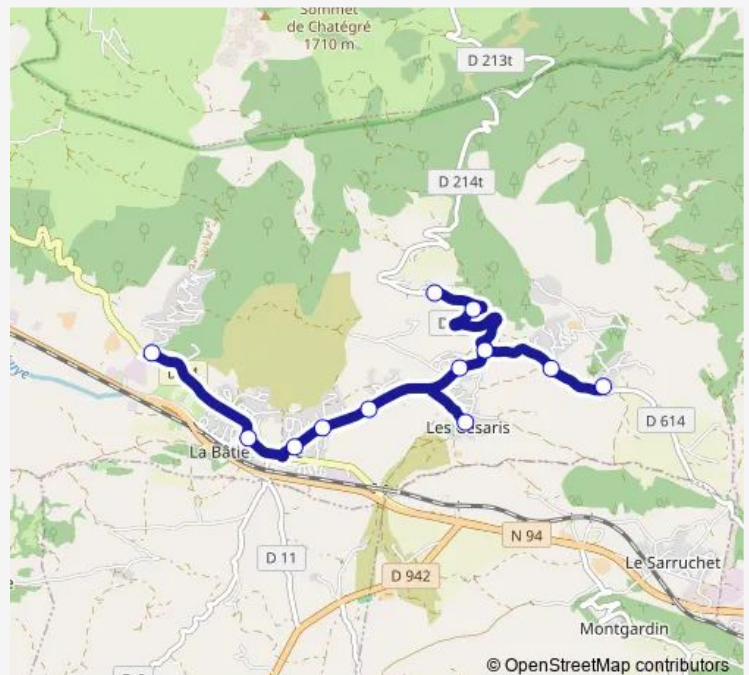 Sommet
de Chatégré
1710 m
D 213t
D 214t
D
Les Césaris
La Bâtie
D 614
N 94
D 11
Le Sarruchet
D 942
Montgardin
© OpenStreetMap contributors